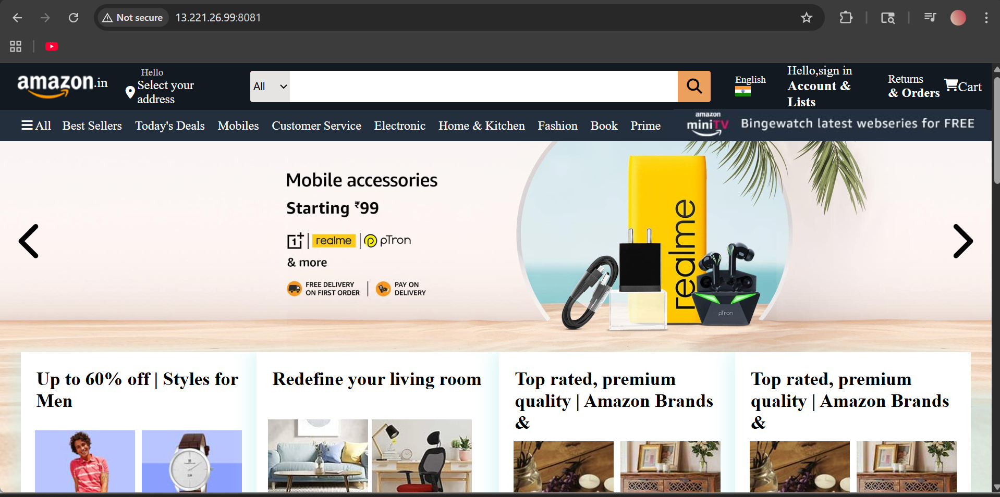 Not secure
13.221.26.99:8081
amazon.in
Hello
Select your
address
All
English
Hello,sign in
Account &
Lists
Returns
& Orders
Cart
All
Best Sellers
Today's Deals
Mobiles
Customer Service
Electronic
Home & Kitchen
Fashion
Book
Prime
amazon
miniTV
Bingewatch latest webseries for FREE
Mobile accessories
Starting ₹99
1+
realme
pTron
& more
FREE DELIVERY
ON FIRST ORDER
PAY ON
DELIVERY
realme
pTron
Up to 60% off | Styles for
Men
Redefine your living room
Top rated, premium
quality | Amazon Brands
&
Top rated, premium
quality | Amazon Brands
&